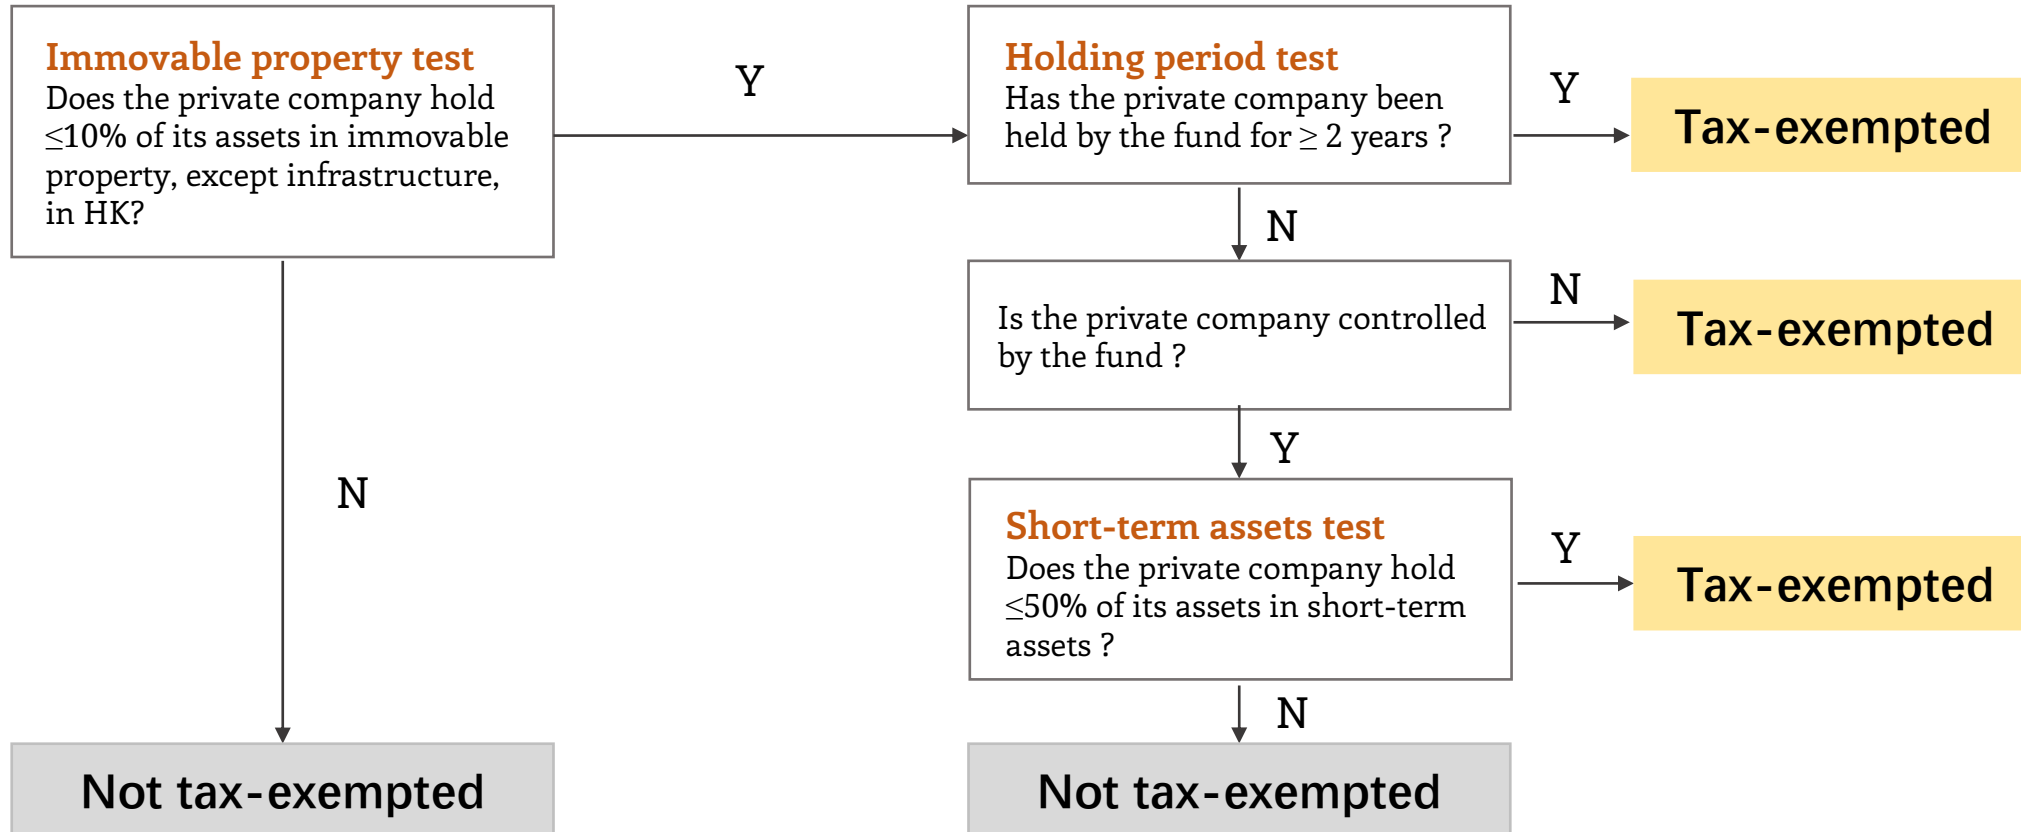 Immovable property test
Does the private company hold
≤10% of its assets in immovable
property, except infrastructure,
in HK?
Y
Holding period test
Has the private company been
held by the fund for ≥ 2 years ?
Y
Tax-exempted
N
Is the private company controlled
by the fund ?
N
Tax-exempted
Y
N
Short-term assets test
Does the private company hold
≤50% of its assets in short-term
assets ?
Y
Tax-exempted
N
Not tax-exempted
Not tax-exempted